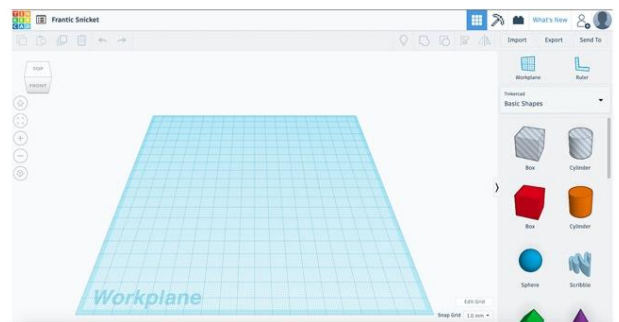 TIN
KER
CAD
Frantic Snicket
What's New
Import
Export
Send To
TOP
FRONT
Workplane
Ruler
Tinkercad
Basic Shapes
Box
Cylinder
Box
Cylinder
Sphere
Scribble
Workplane
Edit Grid
Snap Grid
1.0 mm